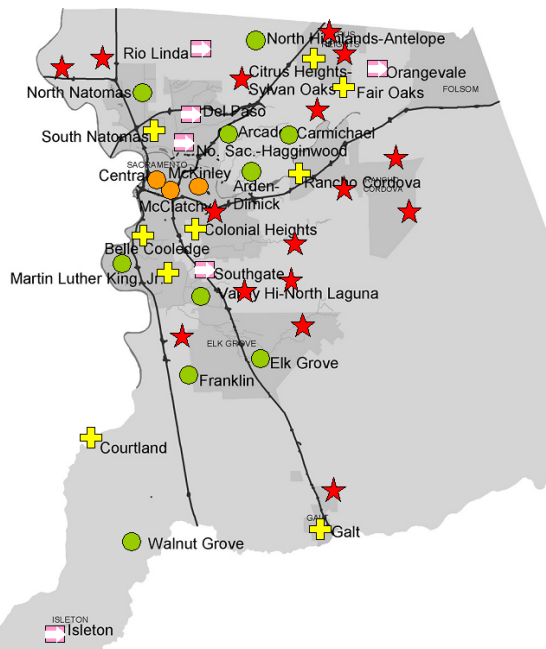 North Highlands-Antelope
HEIGHTS
Rio Linda
Citrus Heights-
Sylvan Oaks
Orangevale
Fair Oaks
FOLSOM
North Natomas
Del Paso
South Natomas
Arcade
Carmichael
No. Sac.-Hagginwood
SACRAMENTO
Central
McKinley
Arden-
Dimick
Rancho Cordova
CORDOVA
McClatchy
Colonial Heights
Belle Cooledge
Martin Luther King, Jr.
Southgate
Valley Hi-North Laguna
ELK GROVE
Elk Grove
Franklin
Courtland
GALT
Galt
Walnut Grove
ISLETON
Isleton